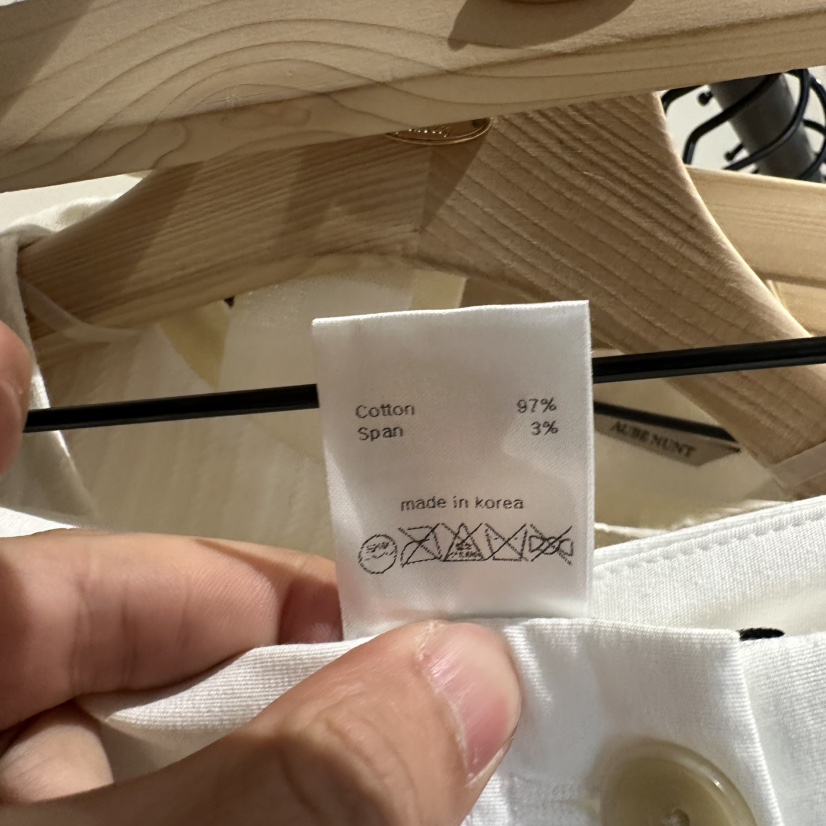 Cotton 97%
Span 3%
made in korea
AUBE NUNT